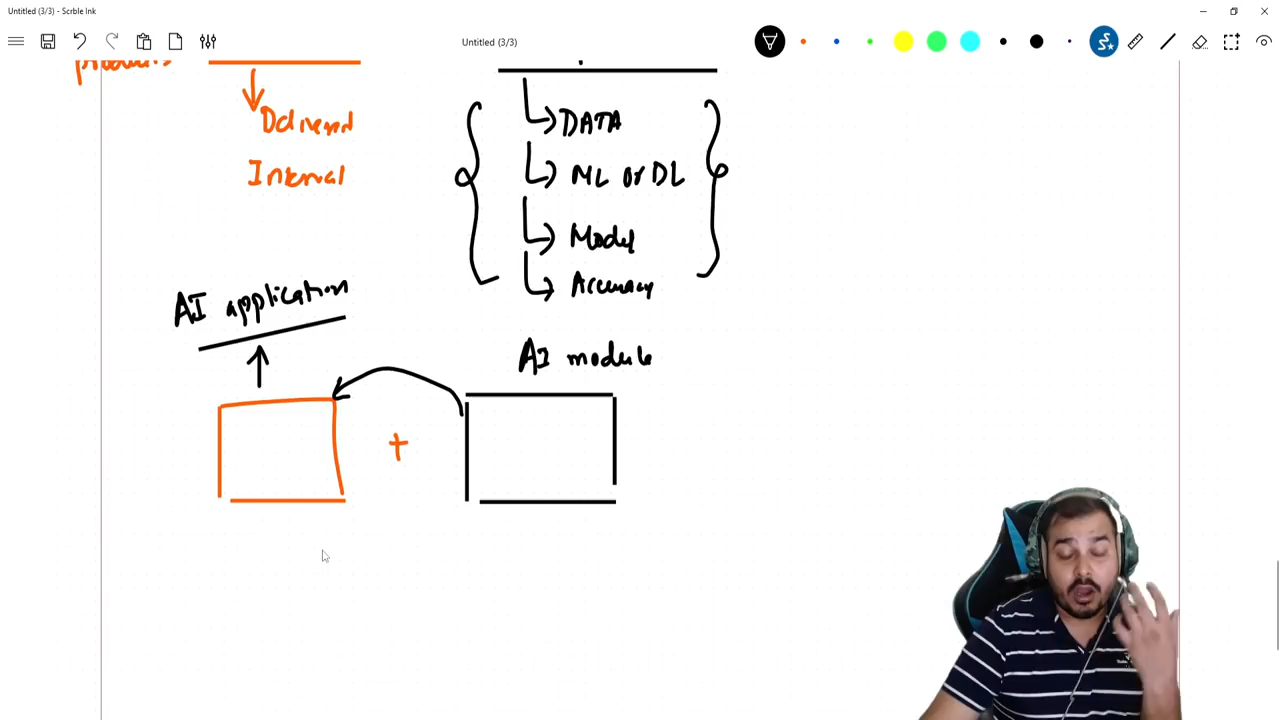 Untitled (3/3) - Scrble Ink
Untitled (3/3)
products
Delivered
Internal
DATA
ML or DL
Model
Accuracy
AI application
AI module
+